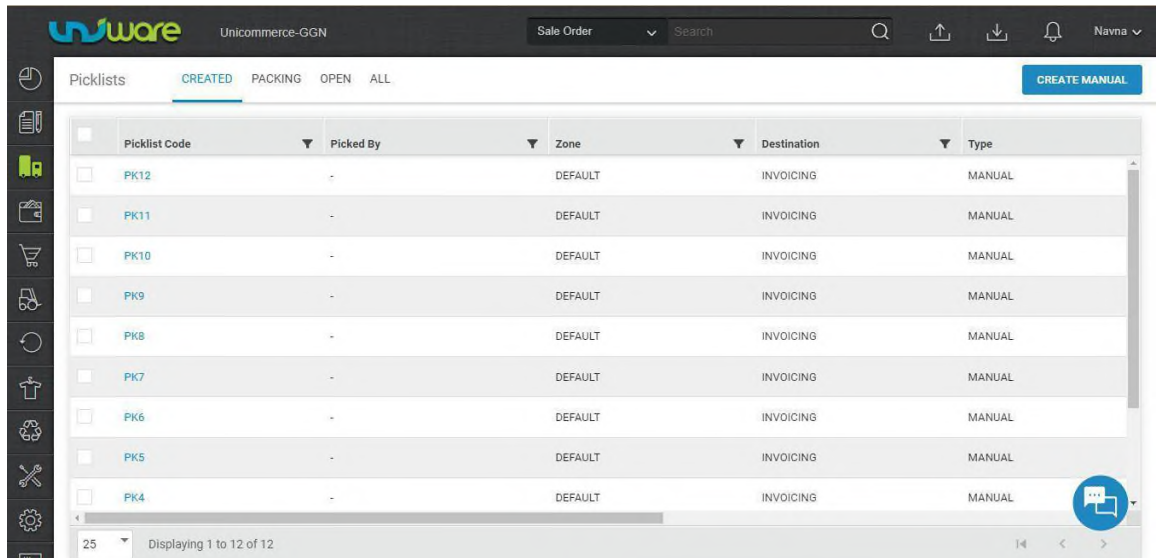 uniware Unicommerce-GGN Sale Order Search Navna
Picklists CREATED PACKING OPEN ALL CREATE MANUAL
Picklist Code Picked By Zone Destination Type
PK12 - DEFAULT INVOICING MANUAL
PK11 - DEFAULT INVOICING MANUAL
PK10 - DEFAULT INVOICING MANUAL
PK9 - DEFAULT INVOICING MANUAL
PK8 - DEFAULT INVOICING MANUAL
PK7 - DEFAULT INVOICING MANUAL
PK6 - DEFAULT INVOICING MANUAL
PK5 - DEFAULT INVOICING MANUAL
PK4 - DEFAULT INVOICING MANUAL
25 Displaying 1 to 12 of 12